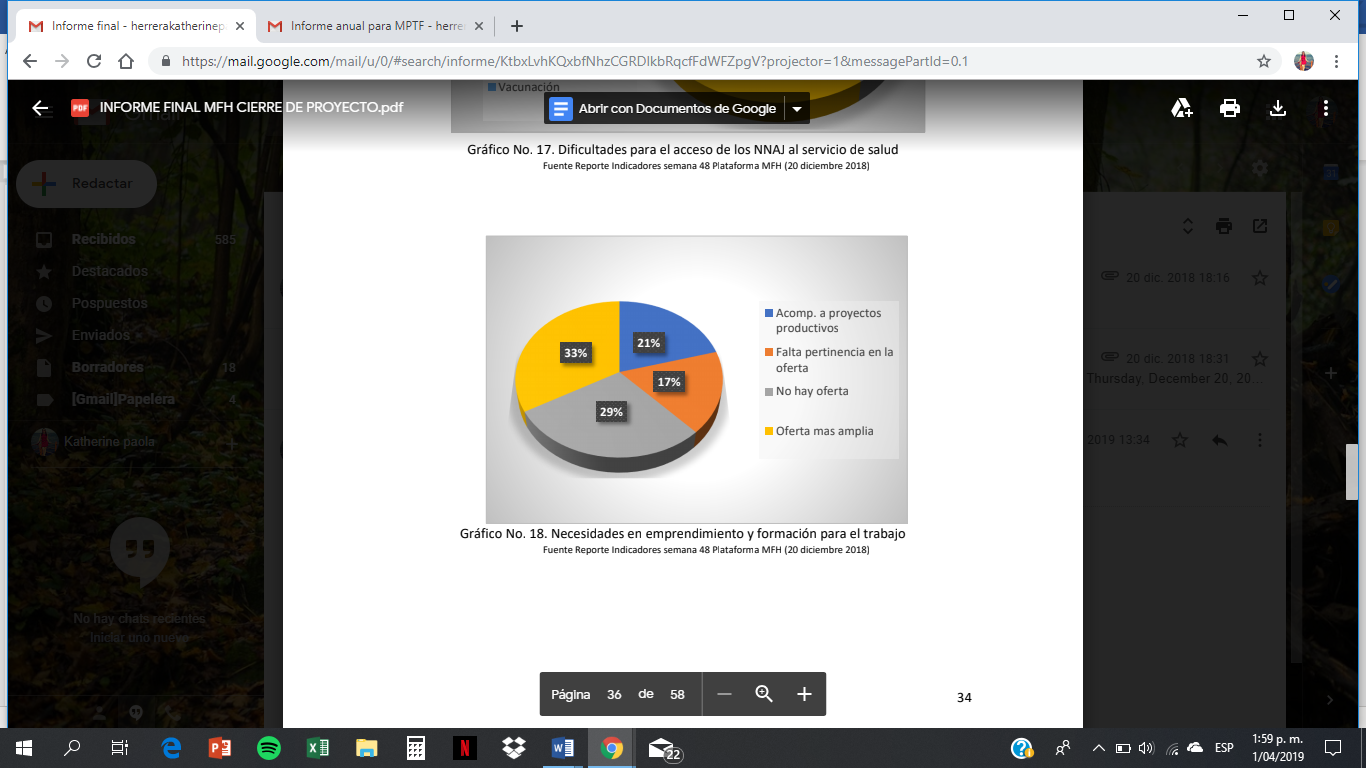 Informe final - herrerakatherinep
Informe anual para MPTF - herre
https://mail.google.com/mail/u/0/#search/informe/KtbxLvhKQxbfNhzCGRDlkbRqcfFdWFZpgV?projector=1&messagePartId=0.1
INFORME FINAL MFH CIERRE DE PROYECTO.pdf
Abrir con Documentos de Google
Vacunación
Gráfico No. 17. Dificultades para el acceso de los NNAJ al servicio de salud
Fuente Reporte Indicadores semana 48 Plataforma MFH (20 diciembre 2018)
Redactar
Recibidos 585
Destacados
Pospuestos
Enviados
Borradores 18
[Gmail]Papelera 4
Katherine paola
No hay chats recientes
Iniciar uno nuevo
20 dic. 2018 18:16
20 dic. 2018 18:31
Thursday, December 20, 20...
2019 13:34
21%
17%
29%
33%
Acomp. a proyectos
productivos
Falta pertinencia en la
oferta
No hay oferta
Oferta mas amplia
Gráfico No. 18. Necesidades en emprendimiento y formación para el trabajo
Fuente Reporte Indicadores semana 48 Plataforma MFH (20 diciembre 2018)
Página 36 de 58
34
22
ESP
1:59 p. m.
1/04/2019